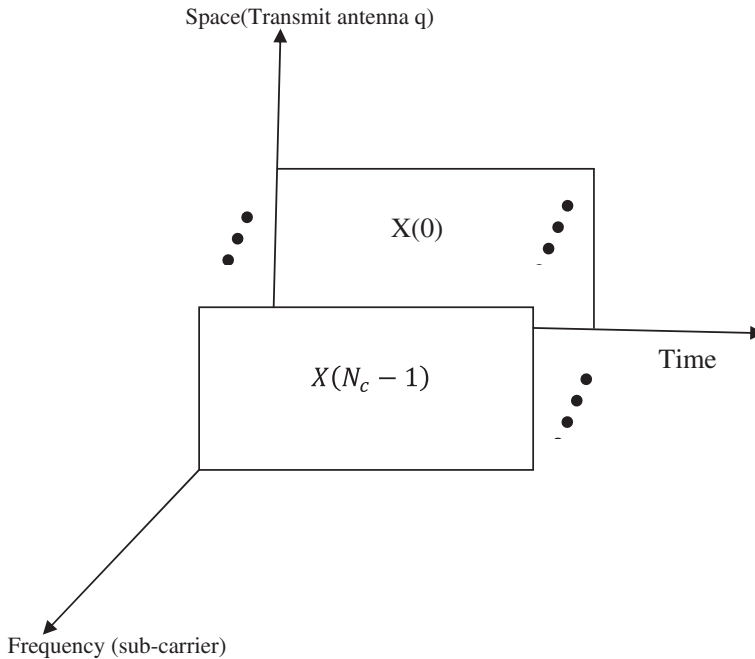 Space(Transmit antenna q)
X(0)
X(N_c − 1)
Time
Frequency (sub-carrier)